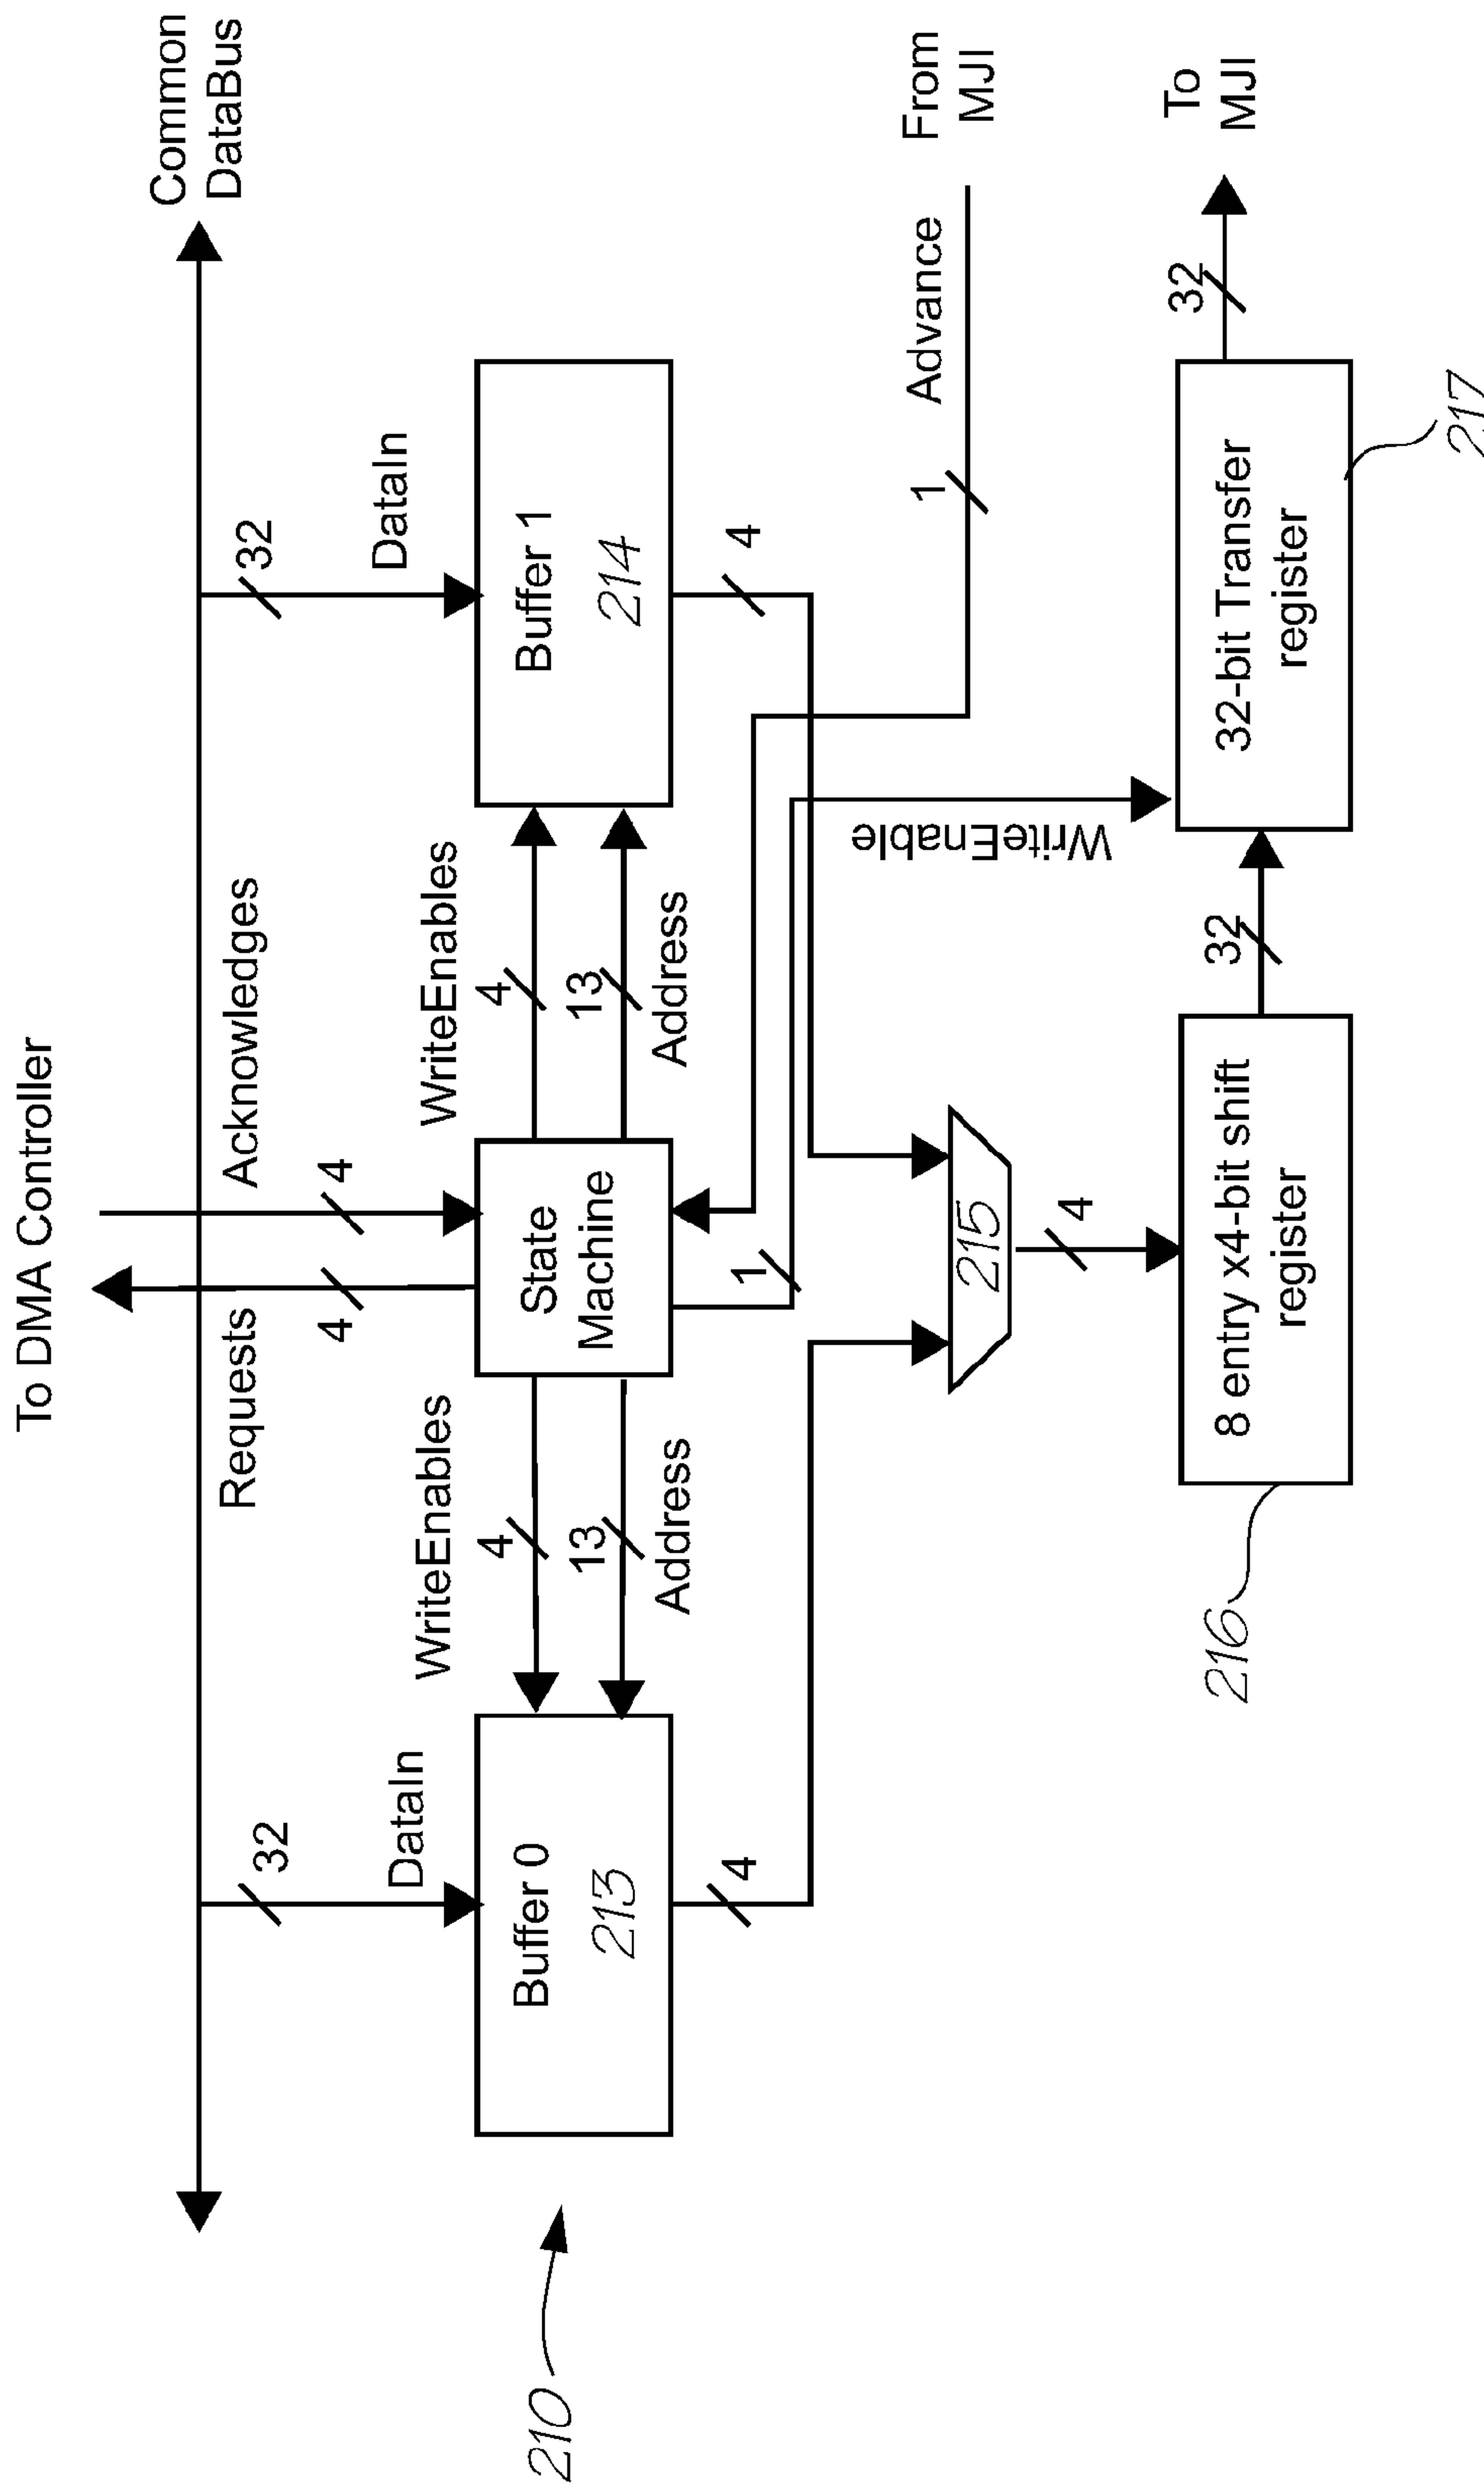 To DMA Controller
Common
DataBus
Requests
Acknowledges
4
4
32
32
DataIn
DataIn
WriteEnables
WriteEnables
4
4
Buffer 0
213
State
Machine
Buffer 1
214
13
13
Address
Address
4
1
4
Advance
1
From
MJI
WriteEnable
215
4
210
8 entry x4-bit shift
register
216
32
32-bit Transfer
register
217
32
To
MJI